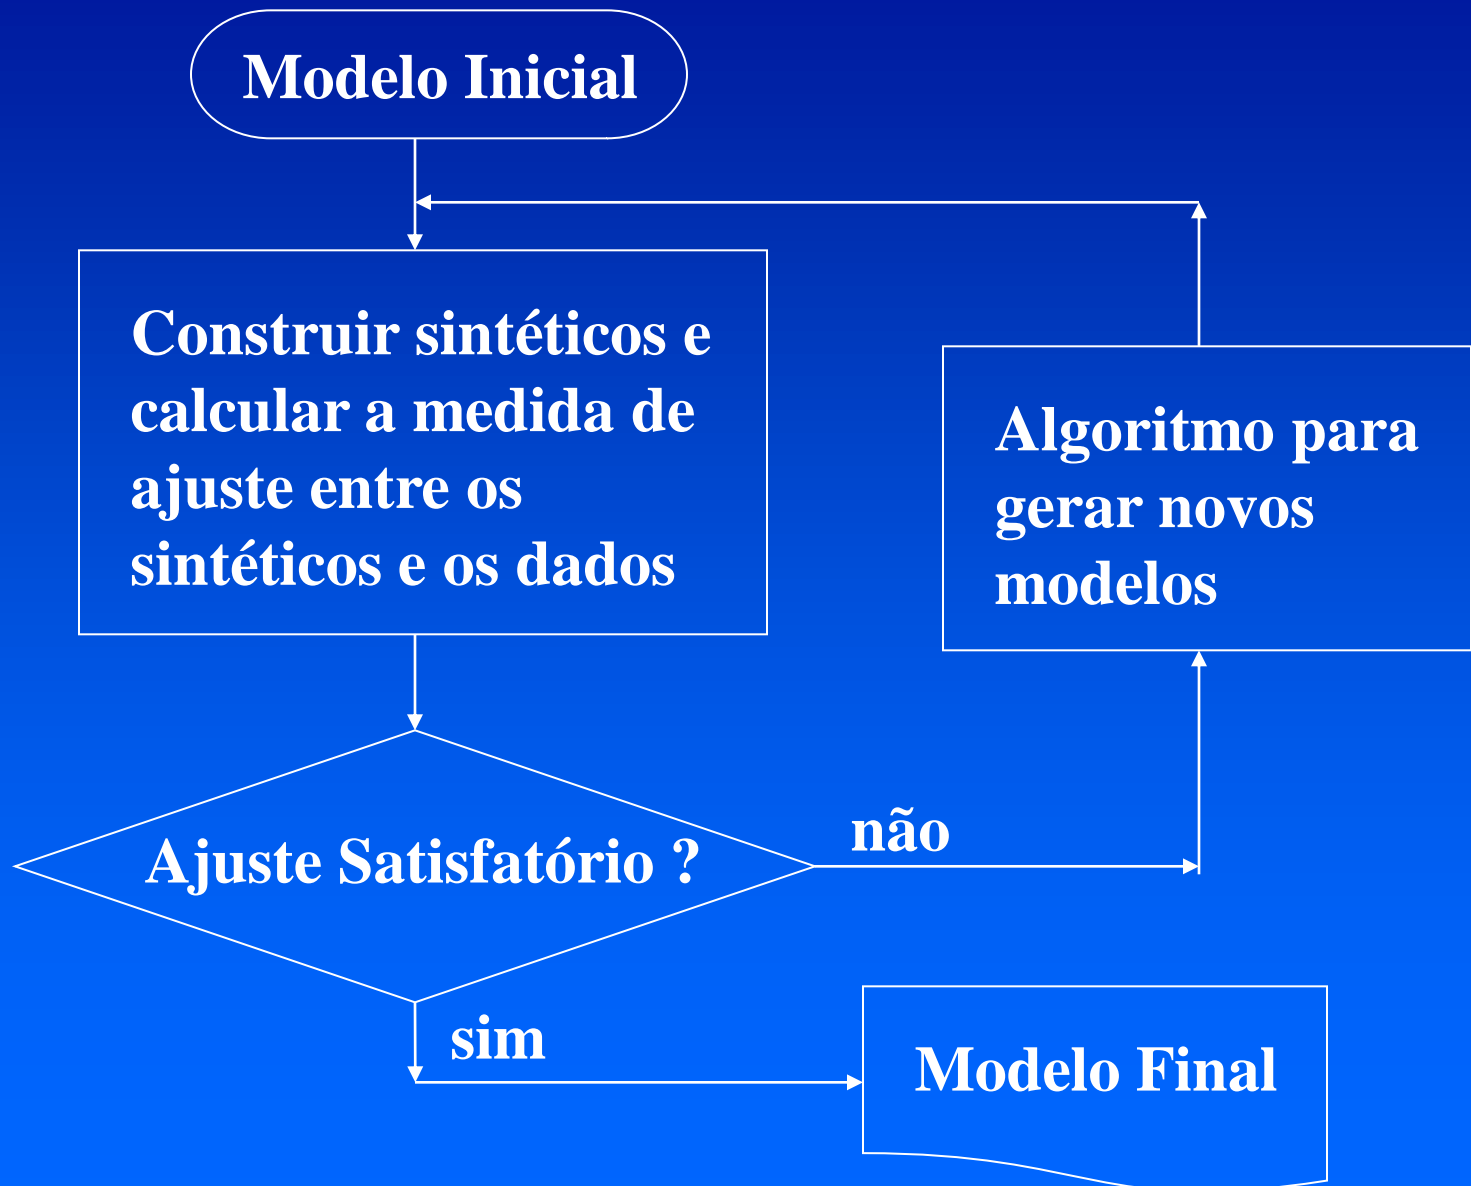 Modelo Inicial
Construir sintéticos e
calcular a medida de
ajuste entre os
sintéticos e os dados
Algoritmo para
gerar novos
modelos
Ajuste Satisfatório ?
não
sim
Modelo Final